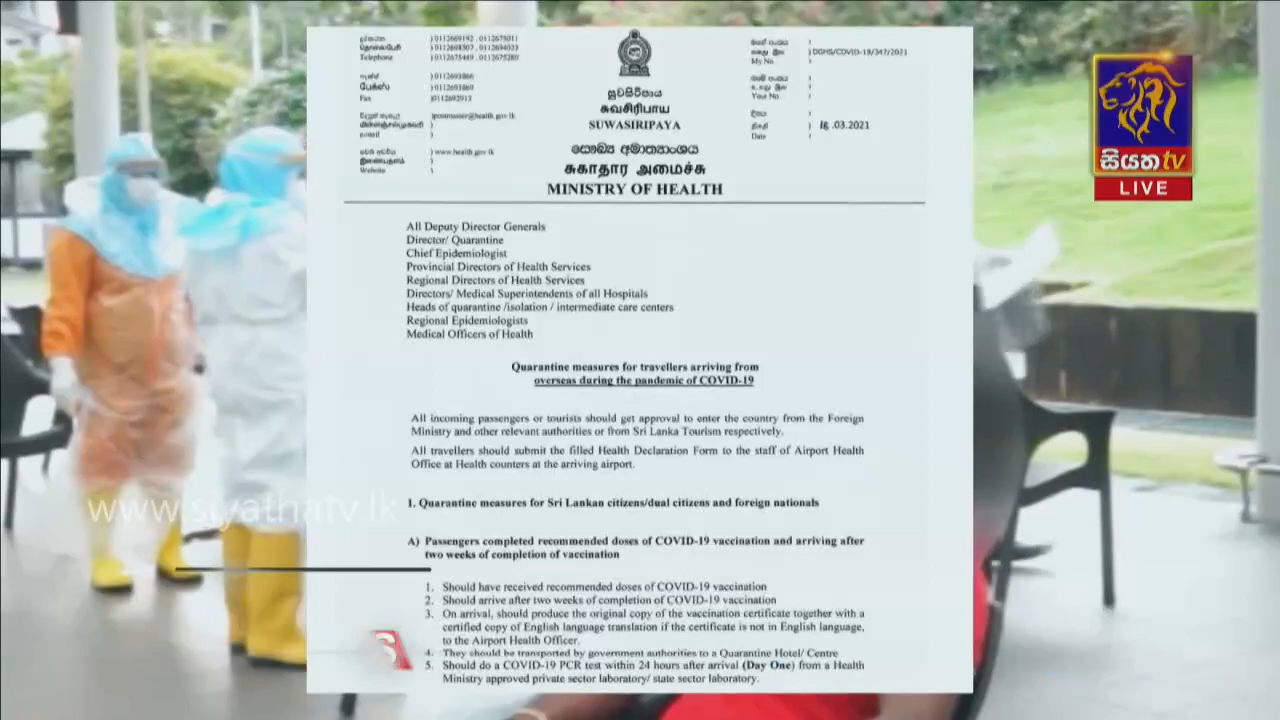 Telephone
) 0112669192 , 0112675011
) 0112698507 , 0112694033
) 0112675449 , 0112675280
Fax
) 0112693866
) 0112693869
) 0112692913
) postmaster@health.gov.lk
Website
) www.health.gov.lk
සුවසිරිපාය
சுவசிரிபாய
SUWASIRIPAYA
සෞඛ්‍ය අමාත්‍යාංශය
சுகாதார அமைச்சு
MINISTRY OF HEALTH
My No.
) DGHS/COVID-19/347/2021
Your No.
Date
.03.2021
සියත tv
LIVE
All Deputy Director Generals
Director/ Quarantine
Chief Epidemiologist
Provincial Directors of Health Services
Regional Directors of Health Services
Directors/ Medical Superintendents of all Hospitals
Heads of quarantine /isolation / intermediate care centers
Regional Epidemiologists
Medical Officers of Health
Quarantine measures for travellers arriving from
overseas during the pandemic of COVID-19
All incoming passengers or tourists should get approval to enter the country from the Foreign
Ministry and other relevant authorities or from Sri Lanka Tourism respectively.
All travellers should submit the filled Health Declaration Form to the staff of Airport Health
Office at Health counters at the arriving airport.
1. Quarantine measures for Sri Lankan citizens/dual citizens and foreign nationals
www.siyathatv.lk
A) Passengers completed recommended doses of COVID-19 vaccination and arriving after
two weeks of completion of vaccination
1. Should have received recommended doses of COVID-19 vaccination
2. Should arrive after two weeks of completion of COVID-19 vaccination
3. On arrival, should produce the original copy of the vaccination certificate together with a
certified copy of English language translation if the certificate is not in English language,
to the Airport Health Officer.
4. They should be transported by government authorities to a Quarantine Hotel/ Centre
5. Should do a COVID-19 PCR test within 24 hours after arrival (Day One) from a Health
Ministry approved private sector laboratory/ state sector laboratory.